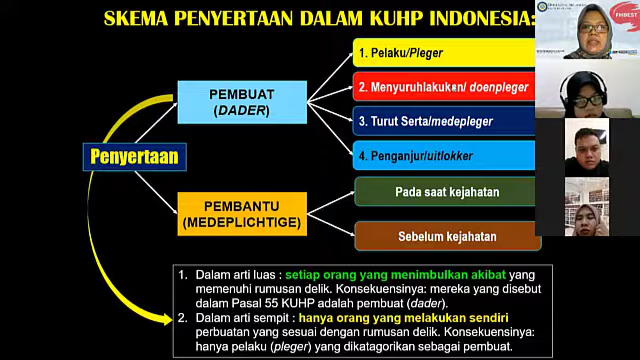 SKEMA PENYERTAAN DALAM KUHP INDONESIA:
FHBEST
Penyertaan
PEMBUAT
(DADER)
1. Pelaku/Pleger
2. Menyuruhlakukan/ doenpleger
3. Turut Serta/medepleger
4. Penganjur/uitlokker
PEMBANTU
(MEDEPLICHTIGE)
Pada saat kejahatan
Sebelum kejahatan
1. Dalam arti luas : setiap orang yang menimbulkan akibat yang
memenuhi rumusan delik. Konsekuensinya: mereka yang disebut
dalam Pasal 55 KUHP adalah pembuat (dader).
2. Dalam arti sempit : hanya orang yang melakukan sendiri
perbuatan yang sesuai dengan rumusan delik. Konsekuensinya:
hanya pelaku (pleger) yang dikatagorikan sebagai pembuat.